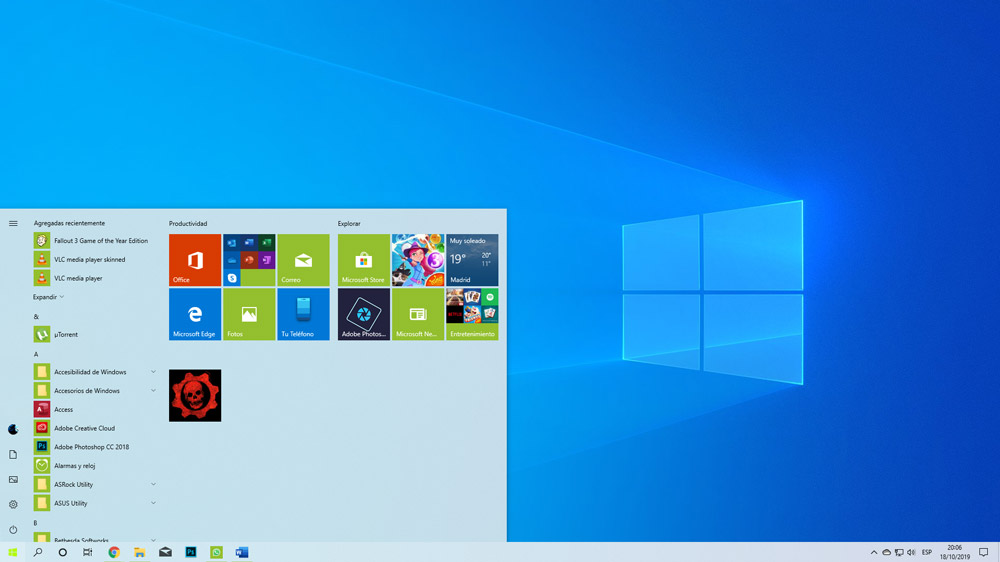 Agregadas recientemente
Fallout 3 Game of the Year Edition
VLC media player skinned
VLC media player
Expandir
&
µTorrent
A
Accesibilidad de Windows
Accesorios de Windows
Access
Adobe Creative Cloud
Adobe Photoshop CC 2018
Alarmas y reloj
ASRock Utility
ASUS Utility
B
Bethesda Softworks
Productividad
Office
Correo
Microsoft Edge
Fotos
Tu Teléfono
Explorar
Microsoft Store
Muy soleado
19° 20°
11°
Madrid
Adobe Photos...
Microsoft Ne...
NETFLIX
Entretenimiento
Ps
Ps
ESP
20:06
18/10/2019